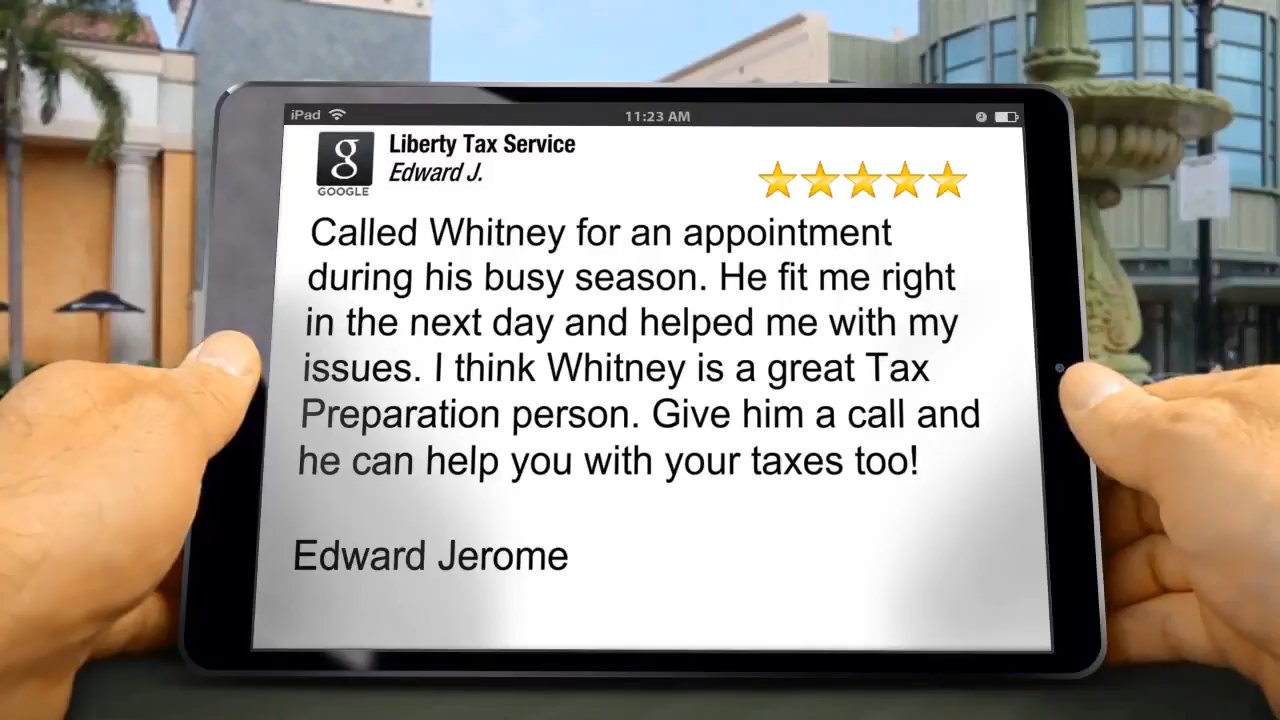 iPad
11:23 AM
g
GOOGLE
Liberty Tax Service
Edward J.
Called Whitney for an appointment
during his busy season. He fit me right
in the next day and helped me with my
issues. I think Whitney is a great Tax
Preparation person. Give him a call and
he can help you with your taxes too!
Edward Jerome